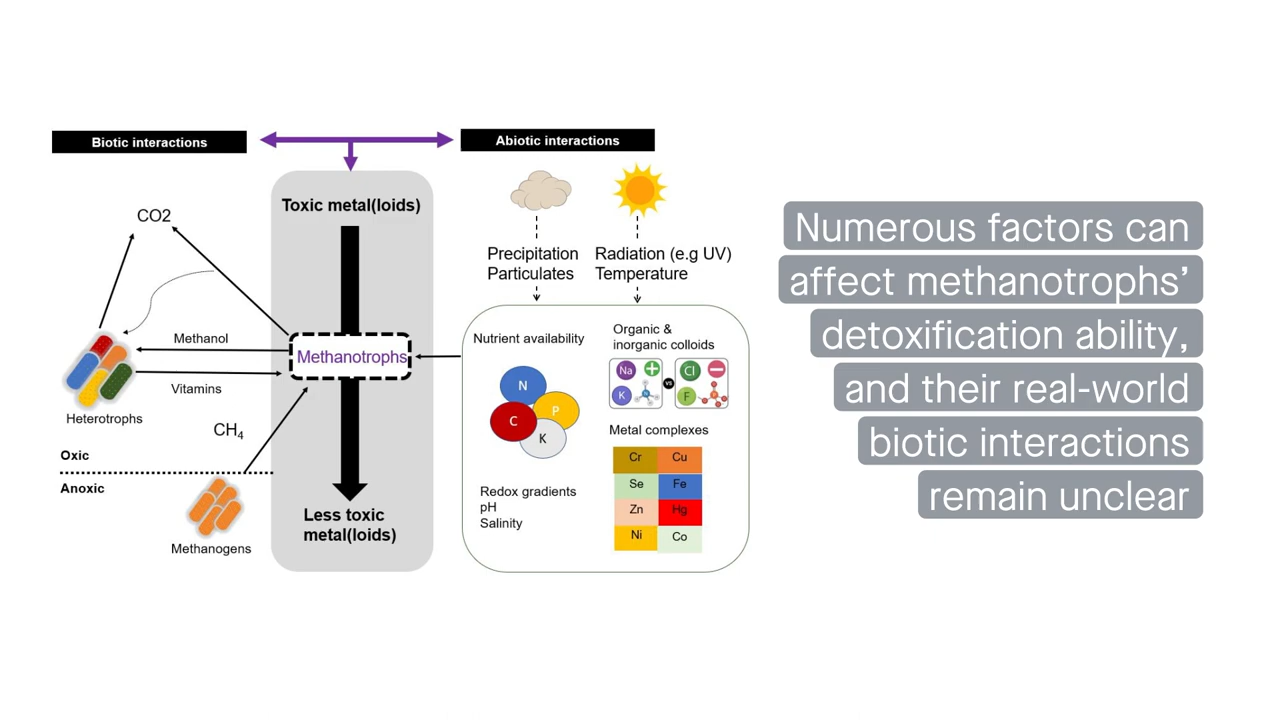 Biotic interactions
Abiotic interactions
Toxic metal(loids)
CO2
Precipitation
Particulates
Radiation (e.g UV)
Temperature
Methanol
Methanotrophs
Vitamins
Heterotrophs
CH4
Oxic
Anoxic
Methanogens
Less toxic
metal(loids)
Nutrient availability
N
P
C
K
Redox gradients
pH
Salinity
Organic &
inorganic colloids
Na + vs Cl −
K F
Metal complexes
Cr Cu
Se Fe
Zn Hg
Ni Co
Numerous factors can
affect methanotrophs’
detoxification ability,
and their real-world
biotic interactions
remain unclear